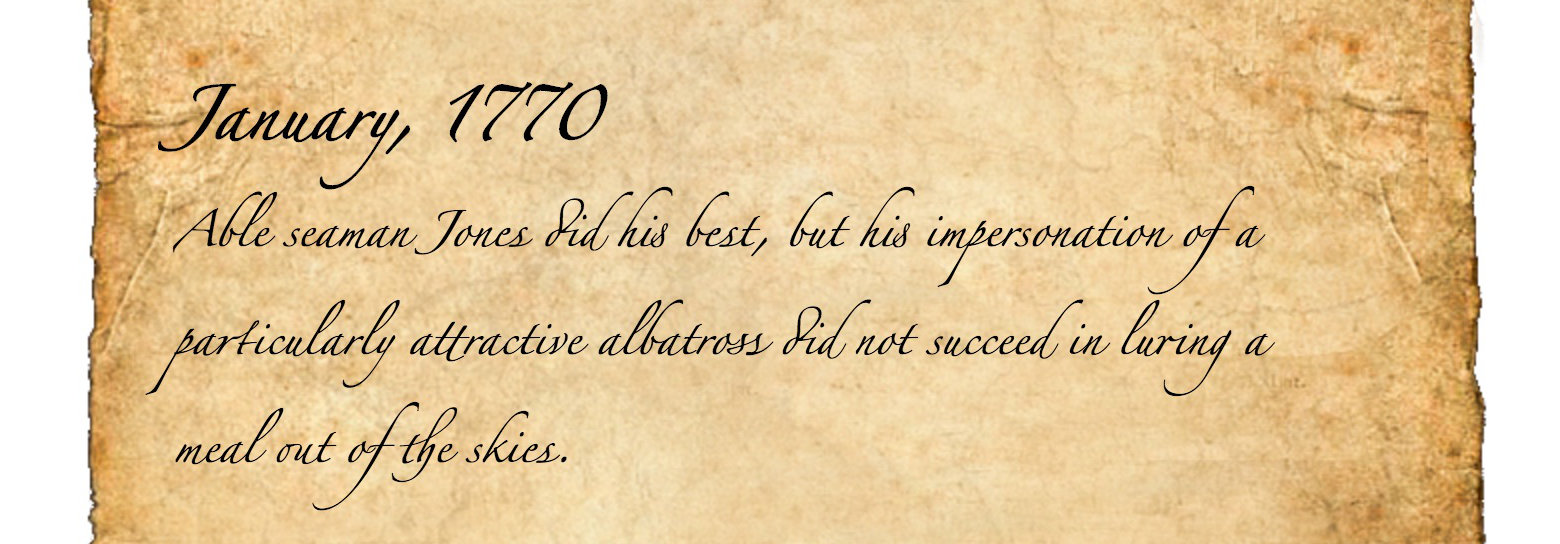 January, 1770
Able seaman Jones did his best, but his impersonation of a
particularly attractive albatross did not succeed in luring a
meal out of the skies.